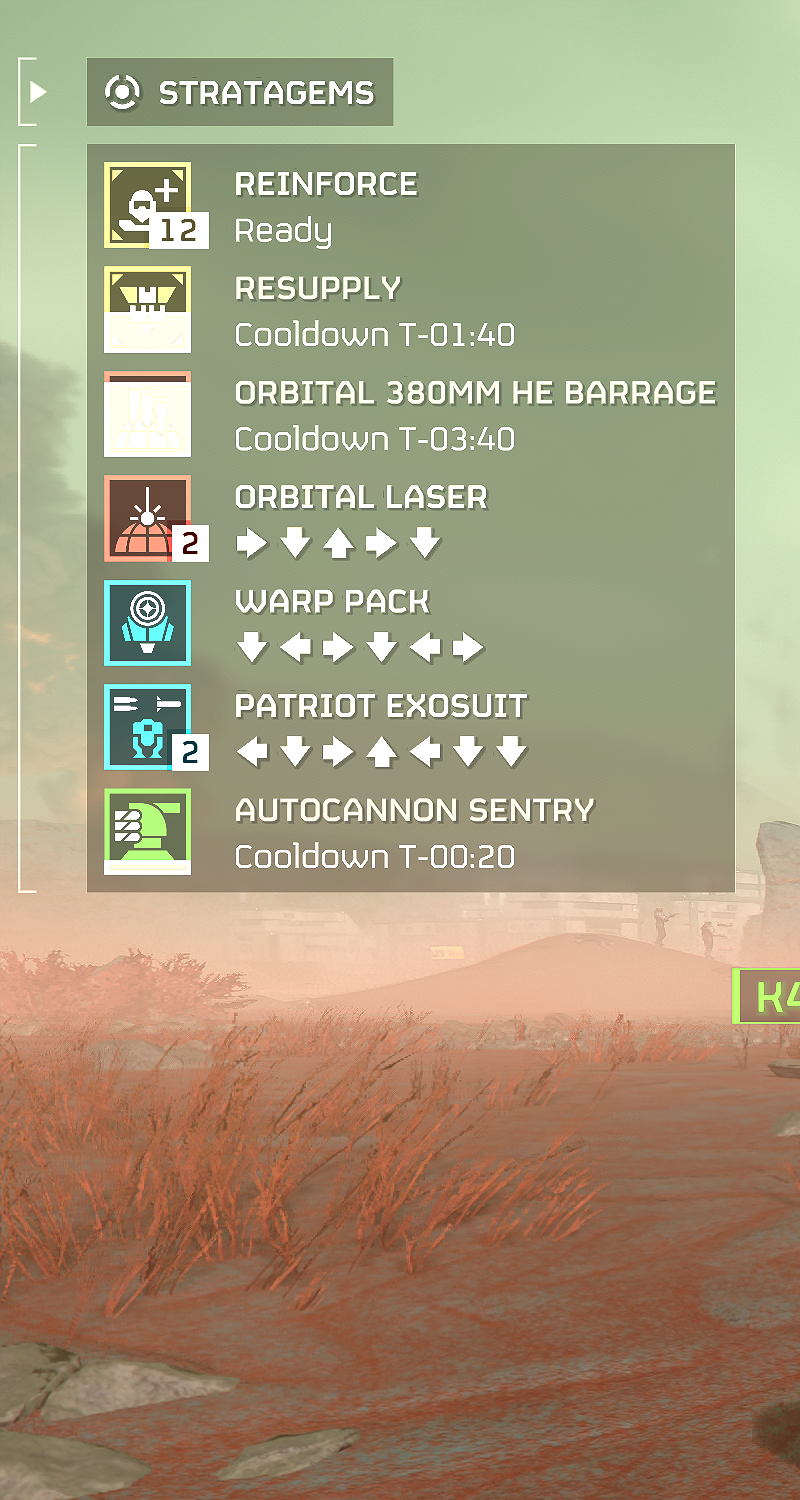 STRATAGEMS
REINFORCE
12
Ready
RESUPPLY
Cooldown T-01:40
ORBITAL 380MM HE BARRAGE
Cooldown T-03:40
ORBITAL LASER
2
WARP PACK
PATRIOT EXOSUIT
2
AUTOCANNON SENTRY
Cooldown T-00:20
K4